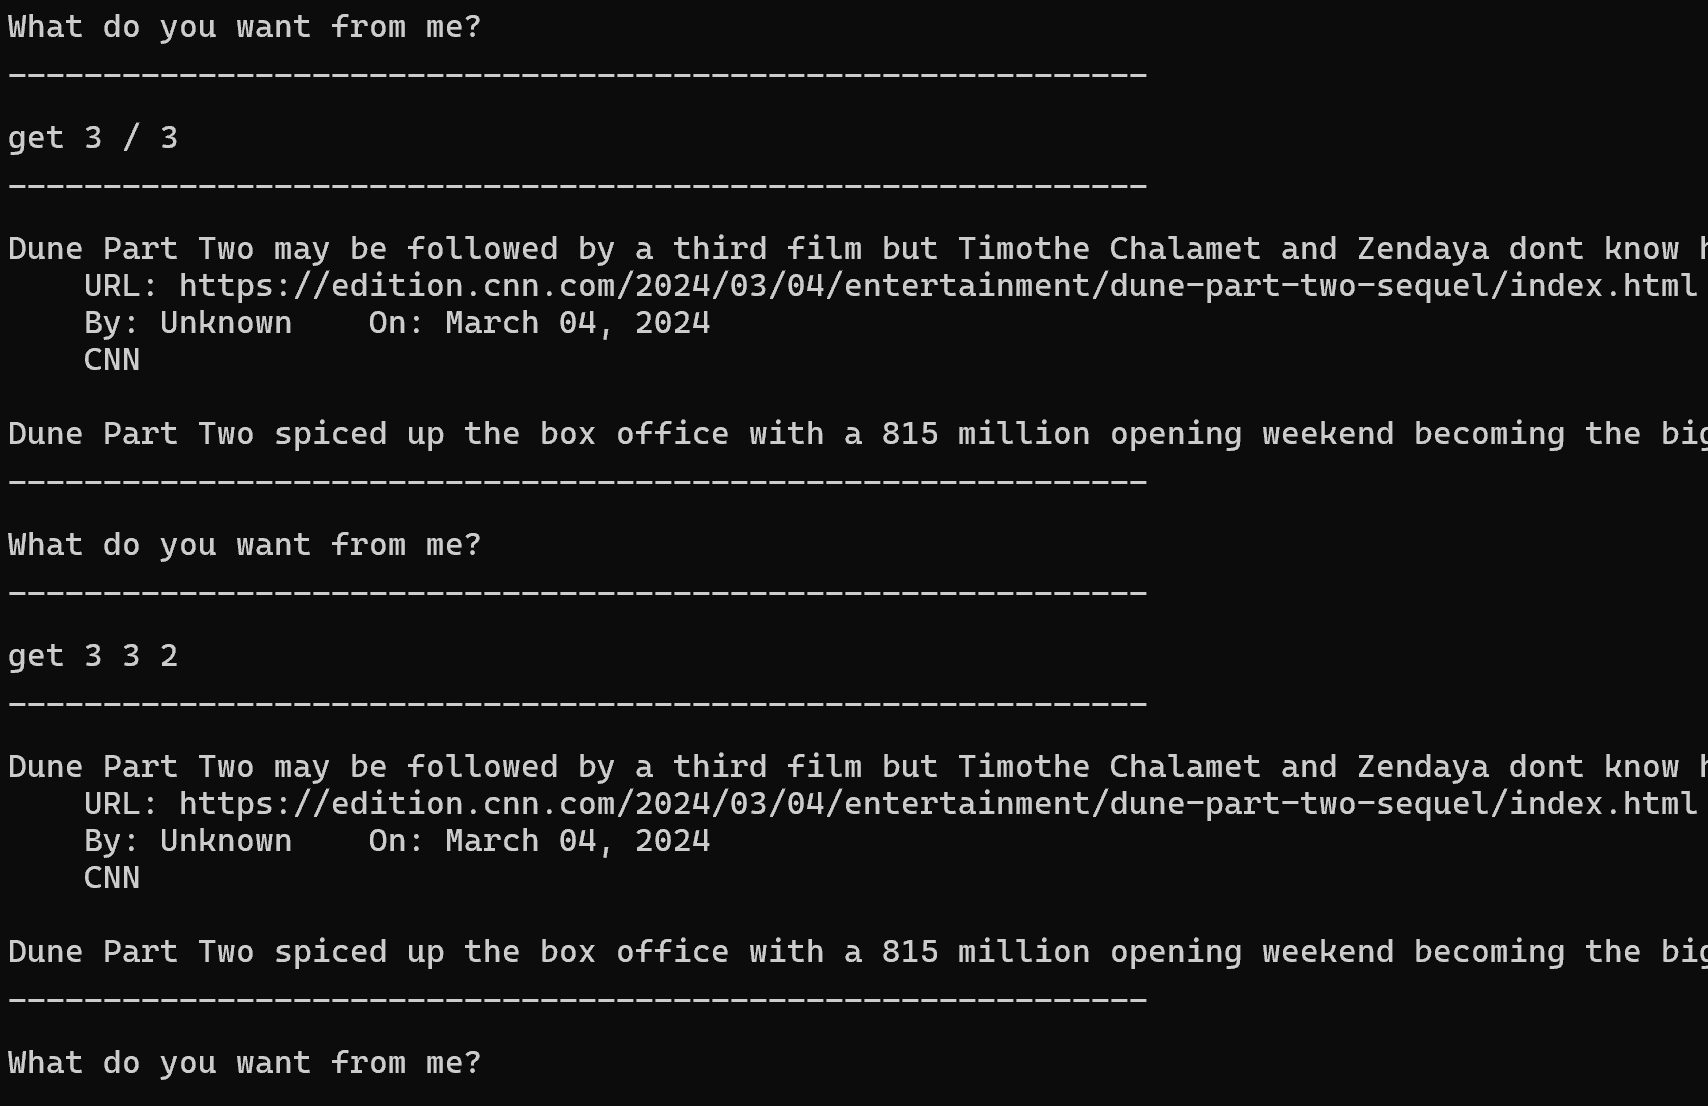 What do you want from me?
------------------------------------------------------------
get 3 / 3
------------------------------------------------------------
Dune Part Two may be followed by a third film but Timothe Chalamet and Zendaya dont know
    URL: https://edition.cnn.com/2024/03/04/entertainment/dune-part-two-sequel/index.html
    By: Unknown    On: March 04, 2024
    CNN
Dune Part Two spiced up the box office with a 815 million opening weekend becoming the
------------------------------------------------------------
What do you want from me?
------------------------------------------------------------
get 3 3 2
------------------------------------------------------------
Dune Part Two may be followed by a third film but Timothe Chalamet and Zendaya dont know
    URL: https://edition.cnn.com/2024/03/04/entertainment/dune-part-two-sequel/index.html
    By: Unknown    On: March 04, 2024
    CNN
Dune Part Two spiced up the box office with a 815 million opening weekend becoming the
------------------------------------------------------------
What do you want from me?